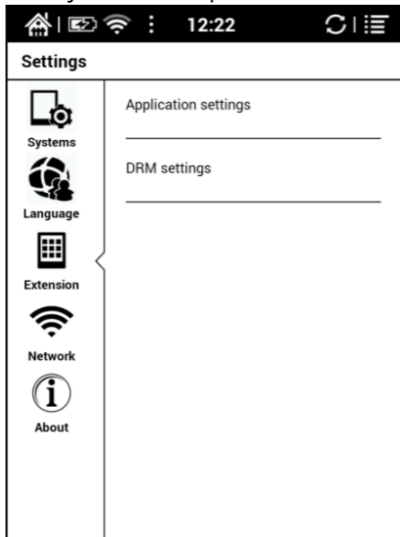 12:22
Settings
Application settings
DRM settings
Systems
Language
Extension
Network
About